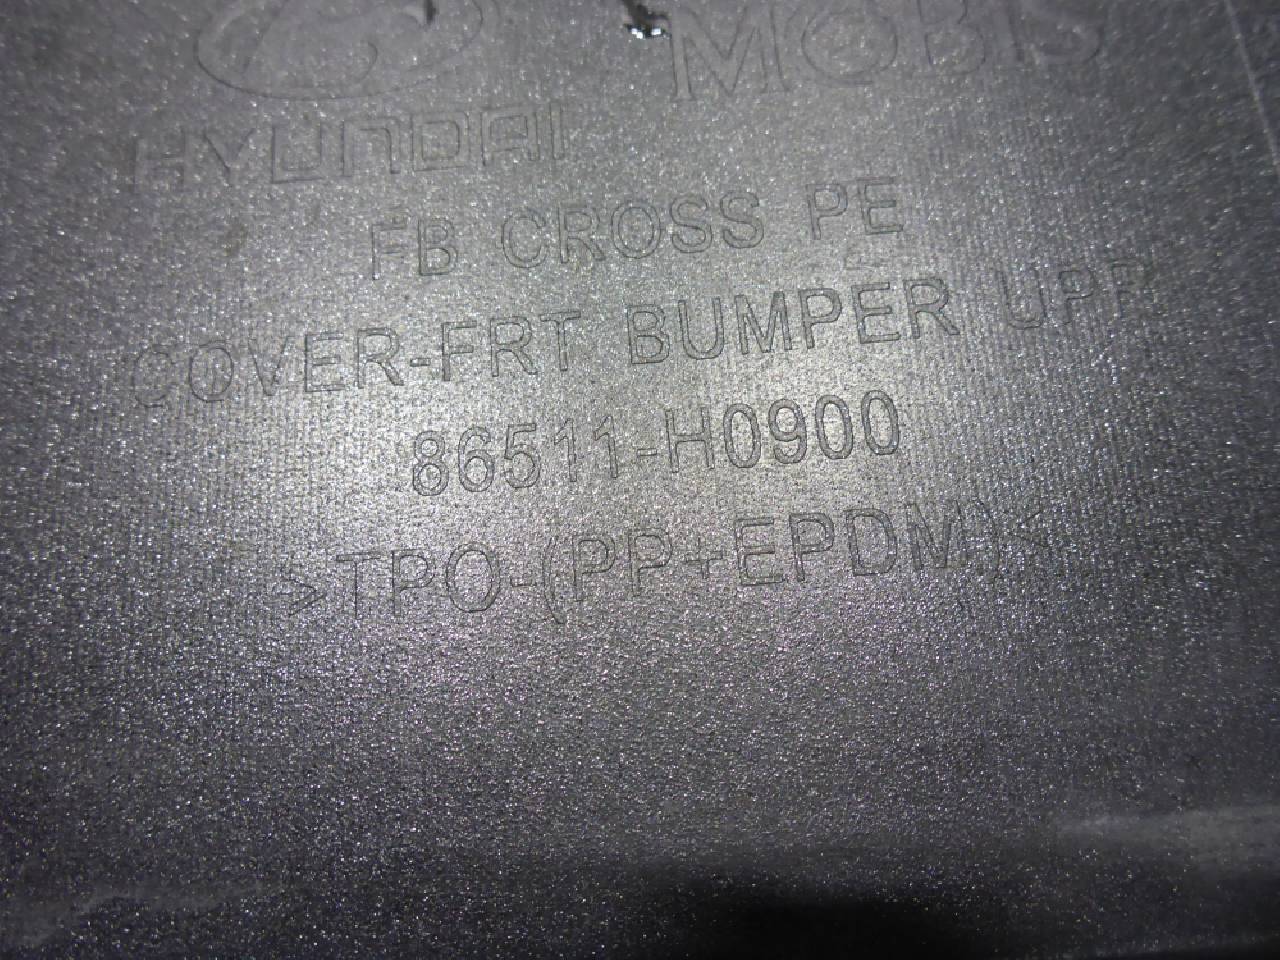 MOBIS
HYUNDAI
FB CROSS PE
COVER-FRT BUMPER UPR
86511-H0900
>TPO-(PP+EPDM)<